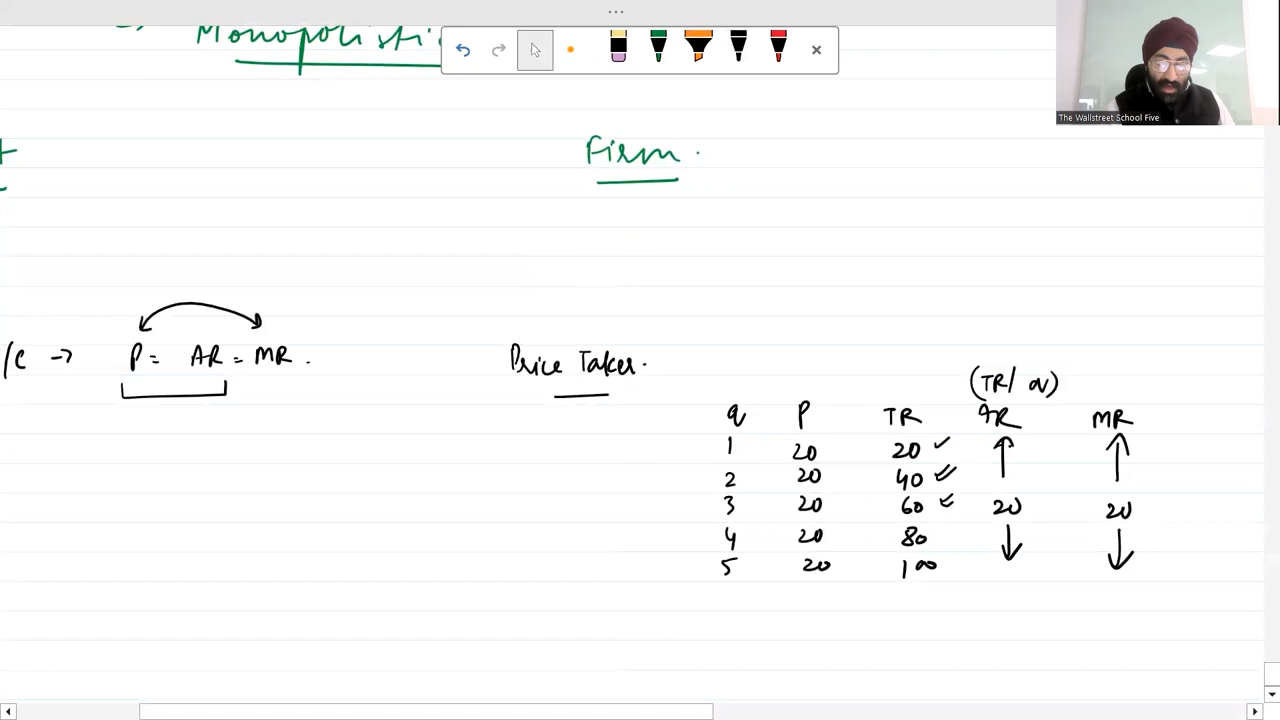 Monopolisti
The Wallstreet School Five
Firm.
/C → P = AR = MR.
Price Taker.
(TR/Q)
q P TR AR MR
1 20 20
2 20 40
3 20 60 20 20
4 20 80
5 20 100